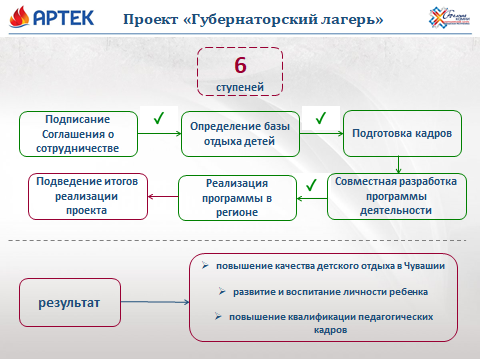 АРТЕК
Проект «Губернаторский лагерь»
6
ступеней
Подписание
Соглашения о
сотрудничестве
Определение базы
отдыха детей
Подготовка кадров
Подведение итогов
реализации
проекта
Реализация
программы в
регионе
Совместная разработка
программы
деятельности
результат
повышение качества детского отдыха в Чувашии
развитие и воспитание личности ребенка
повышение квалификации педагогических
кадров